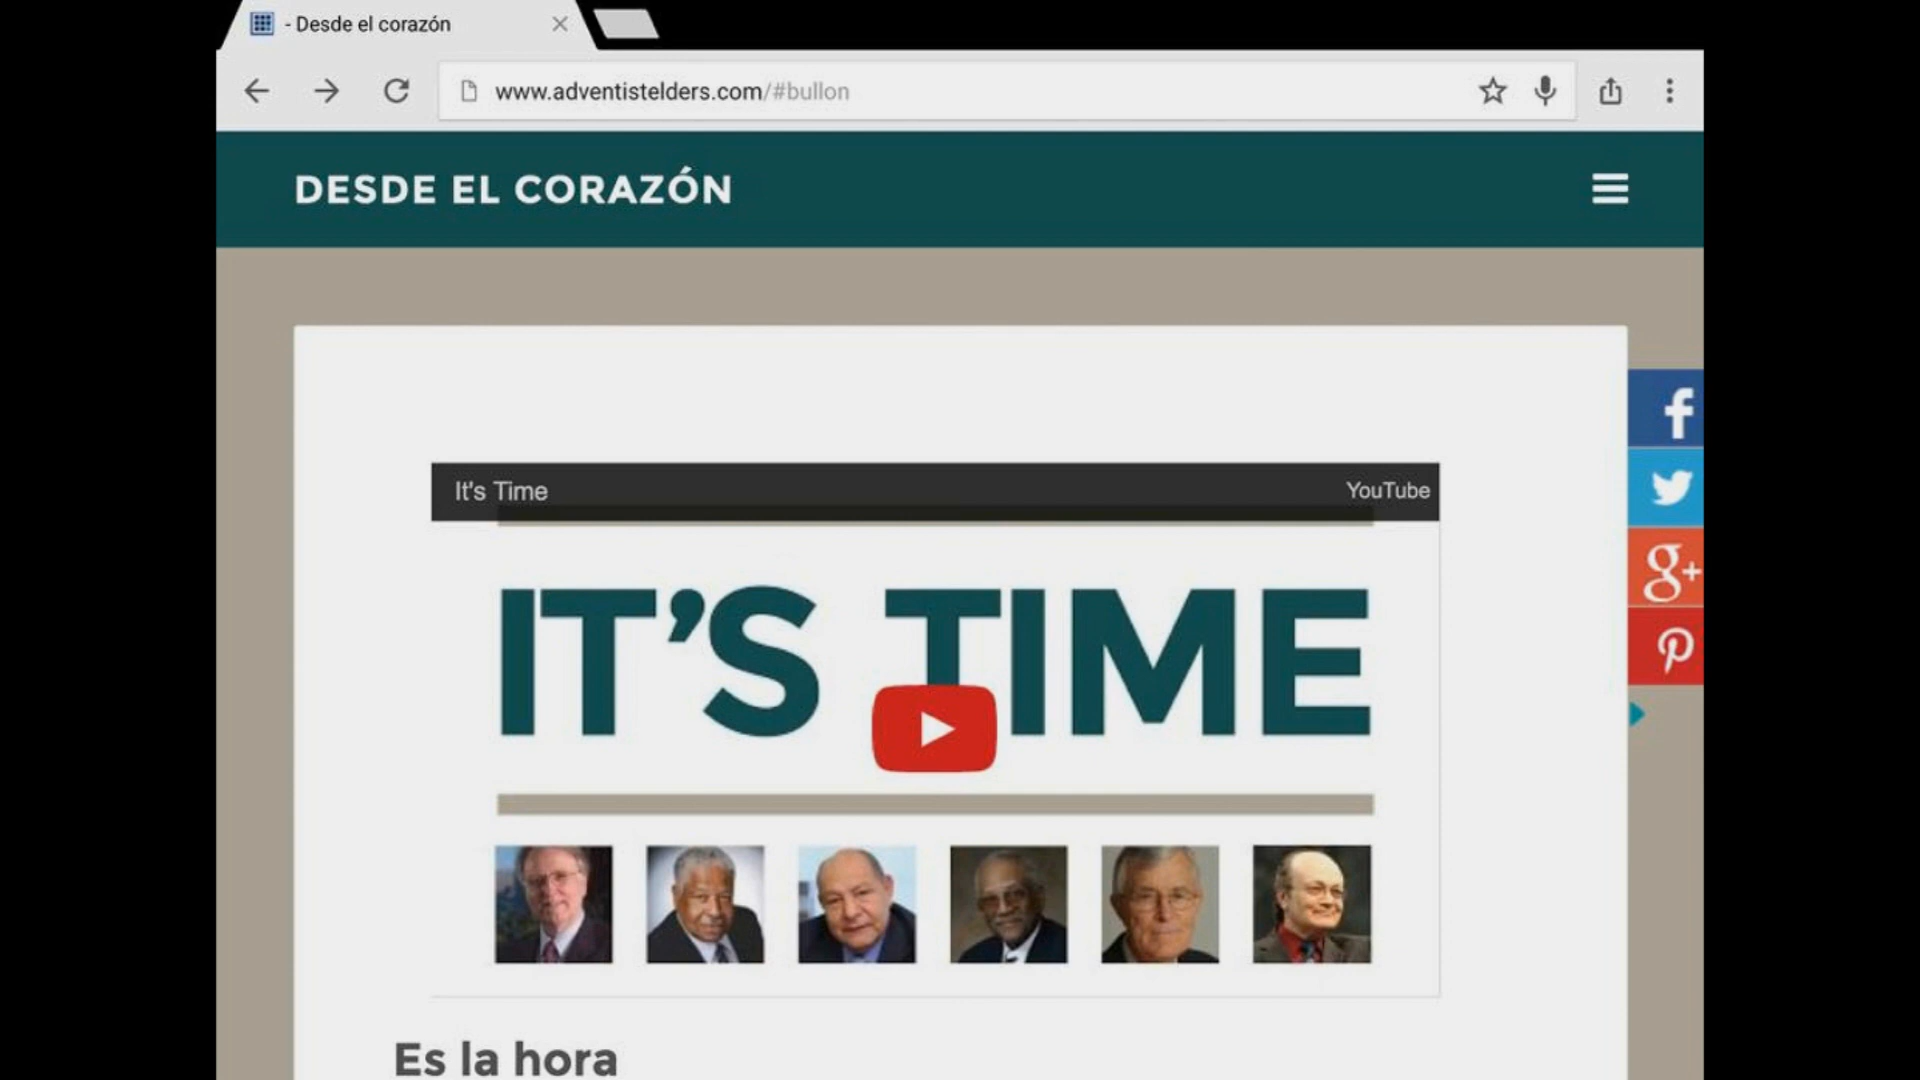 - Desde el corazón
www.adventistelders.com/#bullon
DESDE EL CORAZÓN
It's Time
YouTube
IT'S TIME
Es la hora